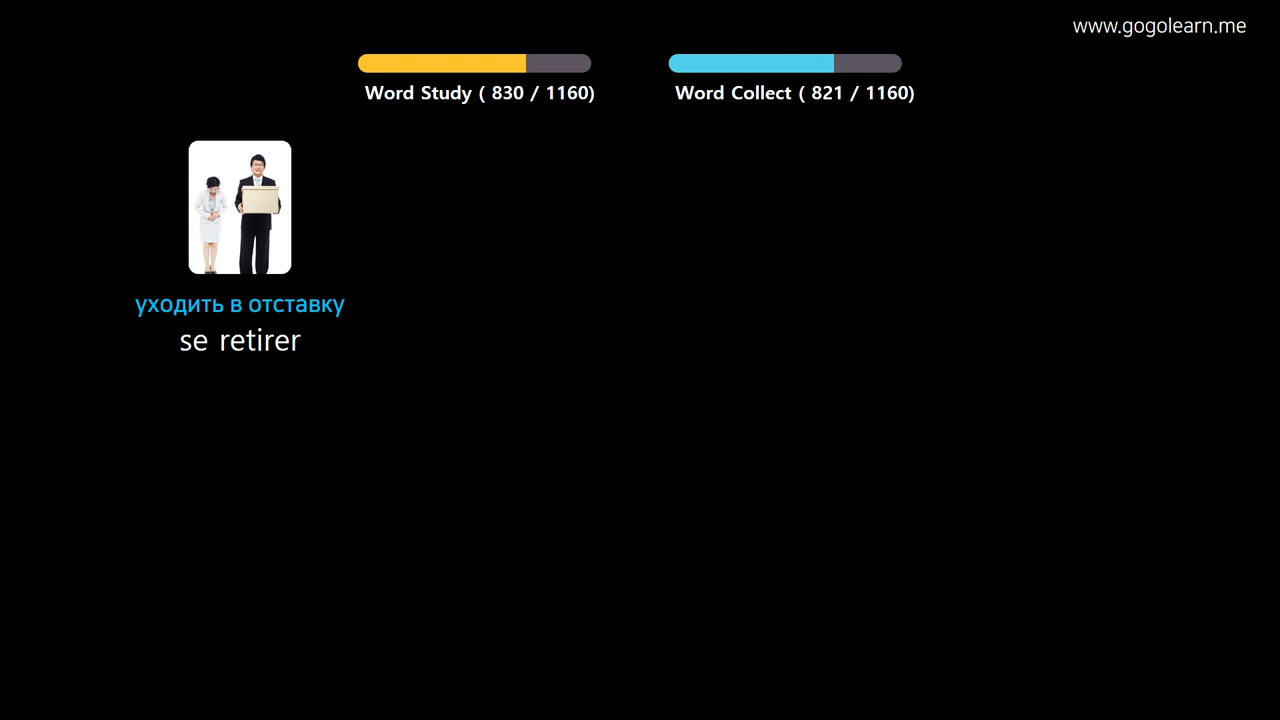 www.gogolearn.me
Word Study ( 830 / 1160)
Word Collect ( 821 / 1160)
уходить в отставку
se retirer